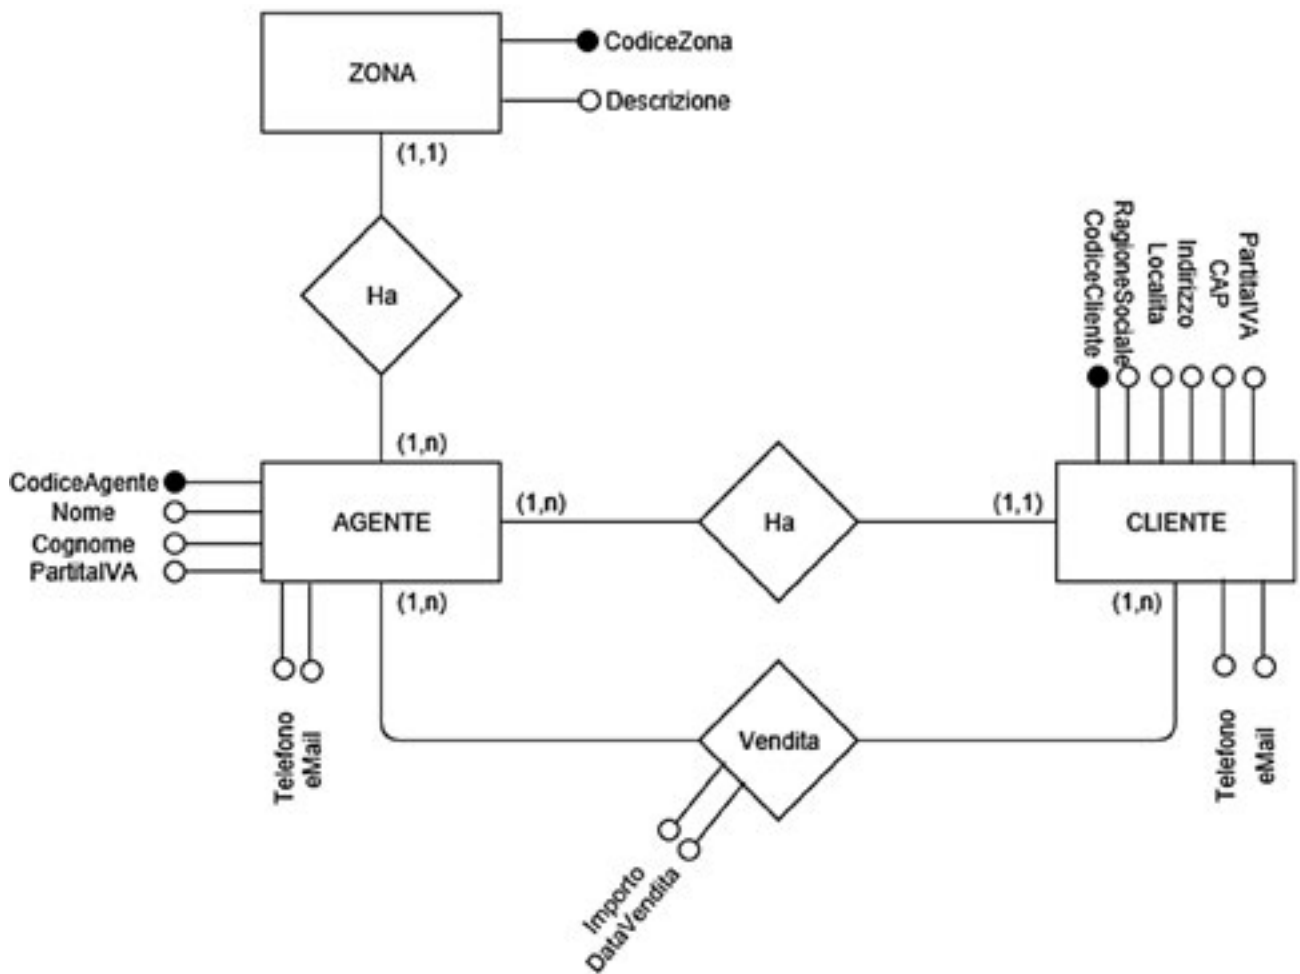 CodiceZona
ZONA
Descrizione
(1,1)
Ha
(1,n)
CodiceCliente
RagioneSociale
Localita
Indirizzo
CAP
PartitaIVA
CodiceAgente
Nome
Cognome
PartitaIVA
AGENTE
(1,n)
Ha
(1,1)
CLIENTE
(1,n)
(1,n)
Telefono
eMail
Vendita
Importo
DataVendita
Telefono
eMail